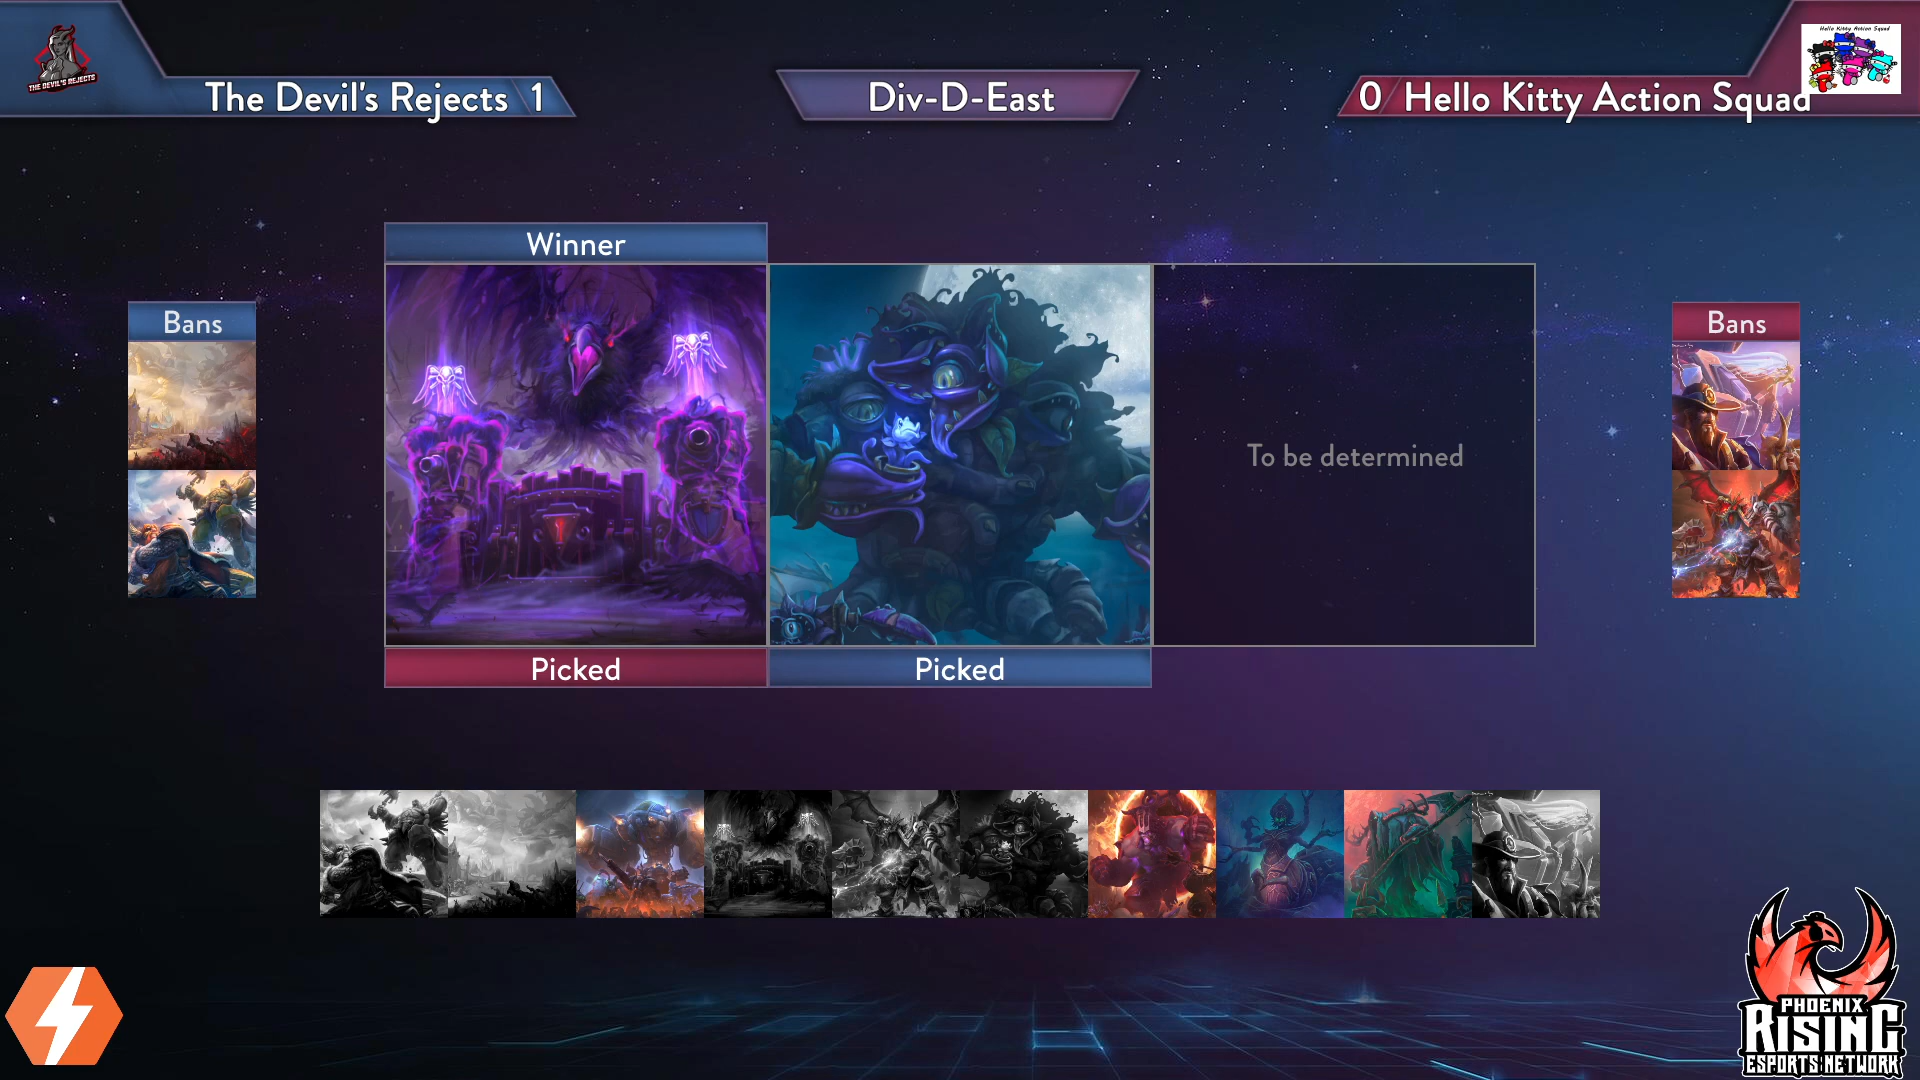 THE DEVIL'S REJECTS
The Devil's Rejects 1
Div-D-East
0 Hello Kitty Action Squad
Hello Kitty Action Squad
Winner
Bans
Bans
To be determined
Picked
Picked
PHOENIX
RISING
ESPORTS NETWORK